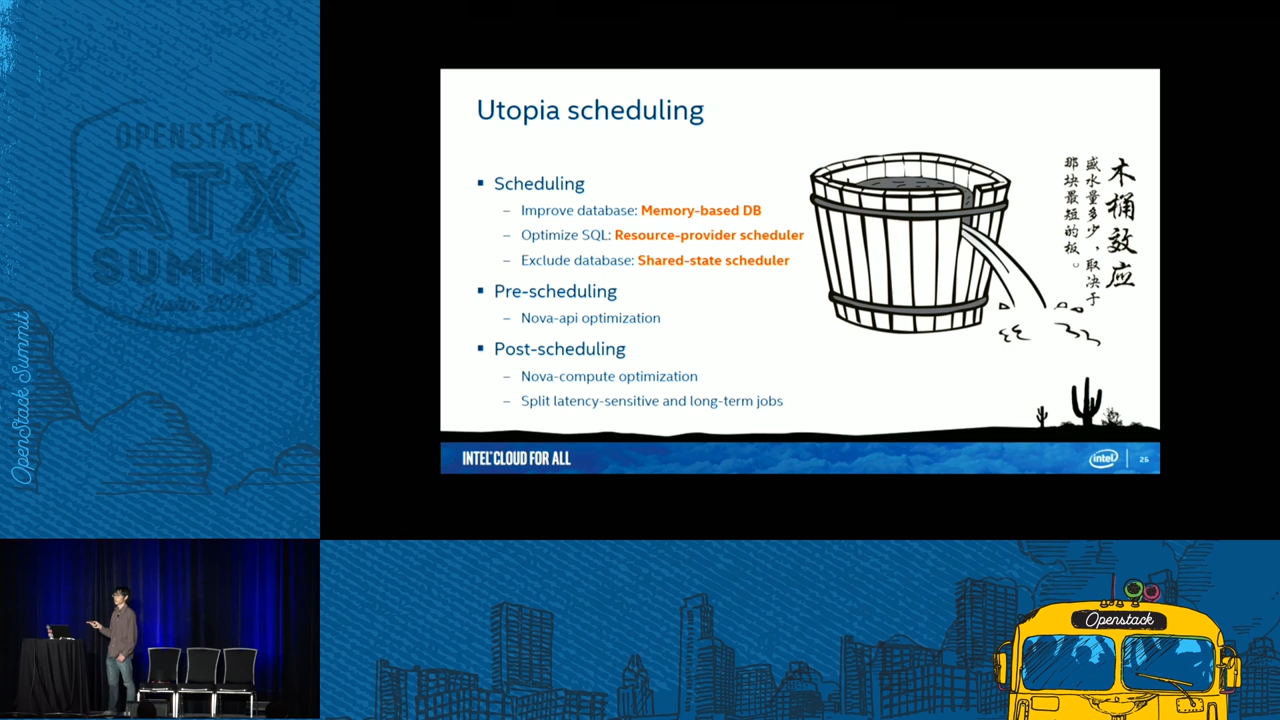 OPENSTACK
ATX
SUMMIT
OpenStack Summit
Utopia scheduling
Scheduling
– Improve database: Memory-based DB
– Optimize SQL: Resource-provider scheduler
– Exclude database: Shared-state scheduler
Pre-scheduling
– Nova-api optimization
Post-scheduling
– Nova-compute optimization
– Split latency-sensitive and long-term jobs
木桶效应
盛水量多少，取决于
那块最短的板。
INTEL CLOUD FOR ALL
intel
25
Openstack